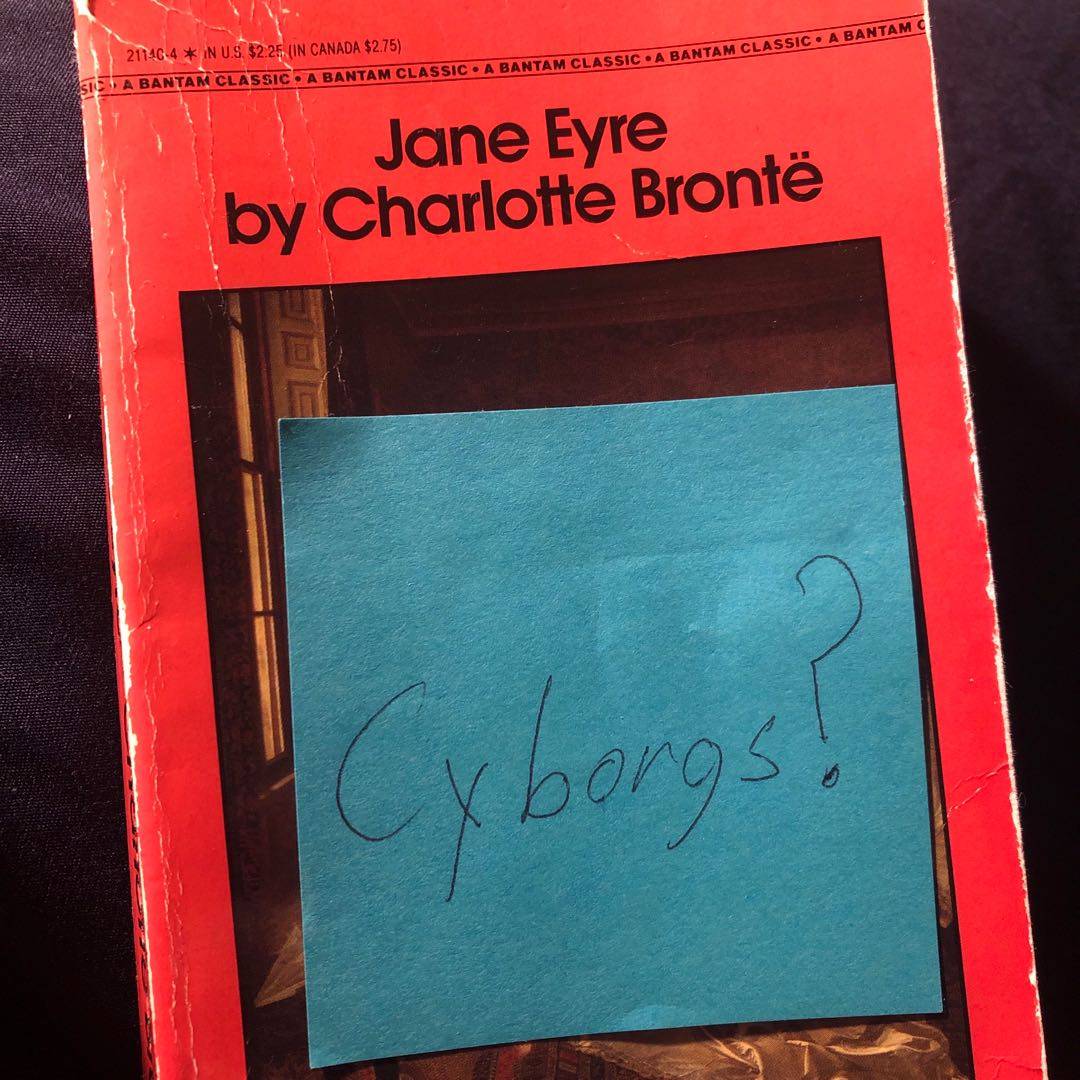 21140-4 * IN U.S. $2.25 (IN CANADA $2.75)
SIC • A BANTAM CLASSIC • A BANTAM CLASSIC • A BANTAM CLASSIC • A BANTAM CLASSIC • A BANTAM C
Jane Eyre
by Charlotte Brontë
Cyborgs?